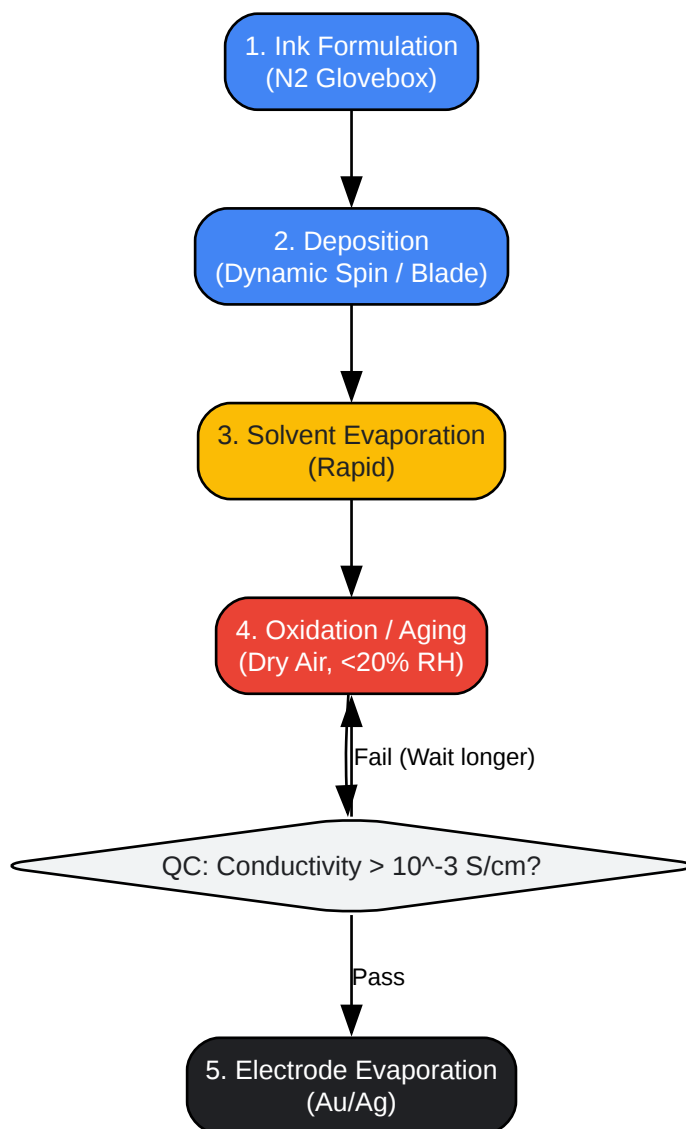 1. Ink Formulation
(N2 Glovebox)
2. Deposition
(Dynamic Spin / Blade)
3. Solvent Evaporation
(Rapid)
4. Oxidation / Aging
(Dry Air, <20% RH)
Fail (Wait longer)
QC: Conductivity > 10^-3 S/cm?
Pass
5. Electrode Evaporation
(Au/Ag)